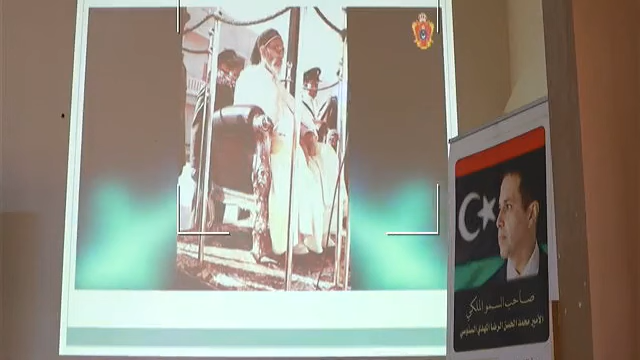 صاحب السمو الملكي
الأمير محمد الحسن الرضا المهدي السنوسي